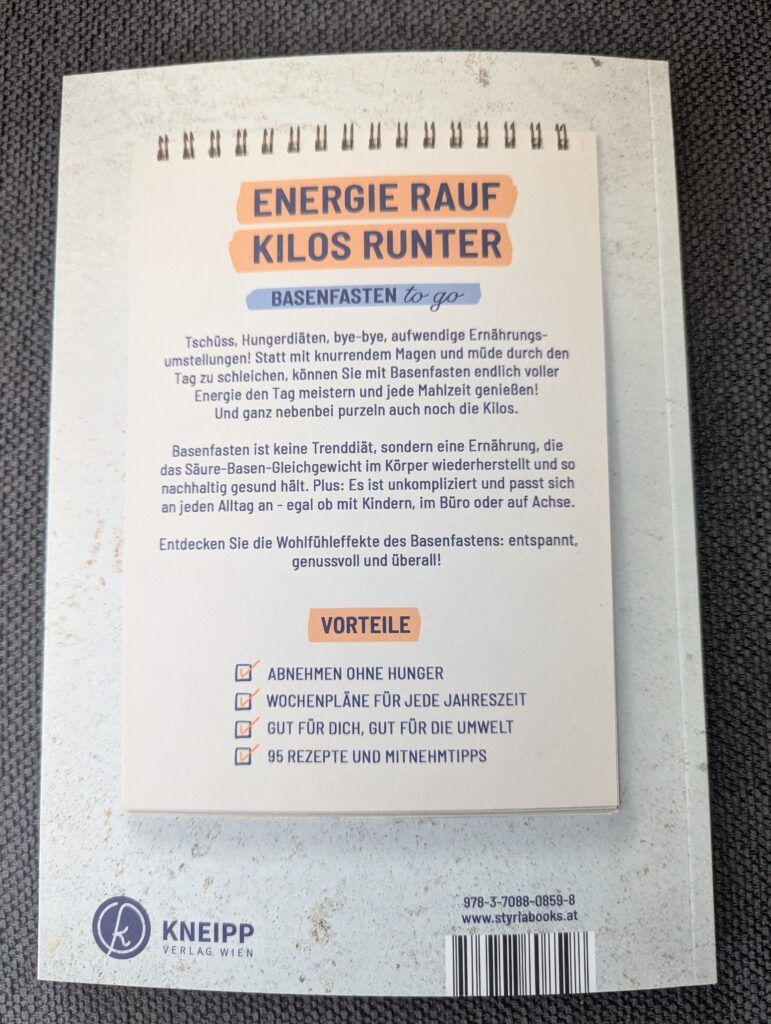 ENERGIE RAUF
KILOS RUNTER
BASENFASTEN to go
Tschüss, Hungerdiäten, bye-bye, aufwendige Ernährungs-
umstellungen! Statt mit knurrendem Magen und müde durch den
Tag zu schleichen, können Sie mit Basenfasten endlich voller
Energie den Tag meistern und jede Mahlzeit genießen!
Und ganz nebenbei purzeln auch noch die Kilos.
Basenfasten ist keine Trenddiät, sondern eine Ernährung, die
das Säure-Basen-Gleichgewicht im Körper wiederherstellt und so
nachhaltig gesund hält. Plus: Es ist unkompliziert und passt sich
an jeden Alltag an - egal ob mit Kindern, im Büro oder auf Achse.
Entdecken Sie die Wohlfühleffekte des Basenfastens: entspannt,
genussvoll und überall!
VORTEILE
ABNEHMEN OHNE HUNGER
WOCHENPLÄNE FÜR JEDE JAHRESZEIT
GUT FÜR DICH, GUT FÜR DIE UMWELT
95 REZEPTE UND MITNEHMTIPPS
978-3-7088-0859-8
www.styriabooks.at
k KNEIPP
VERLAG WIEN